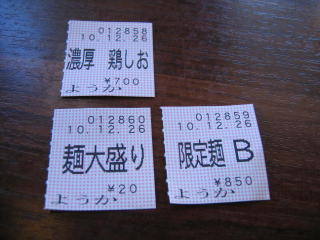 012858
10.12.26
濃厚 鶏しお
¥700
ようか
012860
10.12.26
麺大盛り
¥20
ようか
012859
10.12.26
限定麺 B
¥850
ようか